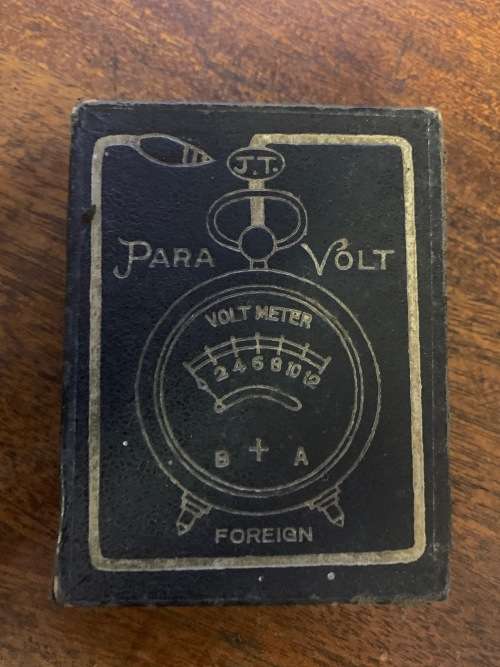 J.T.
PARA VOLT
VOLT METER
2 4 6 8 10 12
B + A
FOREIGN